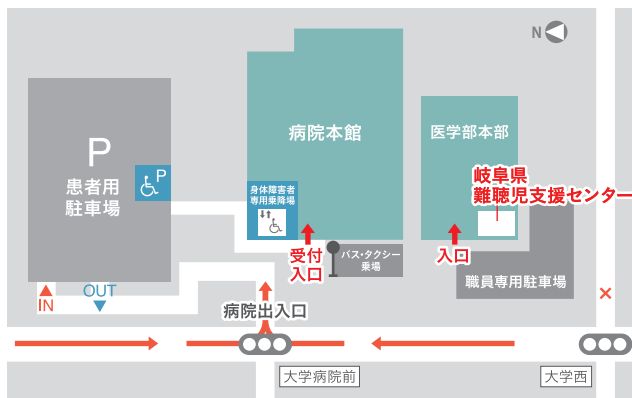 N
病院本館
医学部本部
P
患者用
駐車場
P
身体障害者
専用乗降場
岐阜県
難聴児支援センター
受付
入口
バス・タクシー
乗場
入口
職員専用駐車場
IN
OUT
病院出入口
大学病院前
大学西